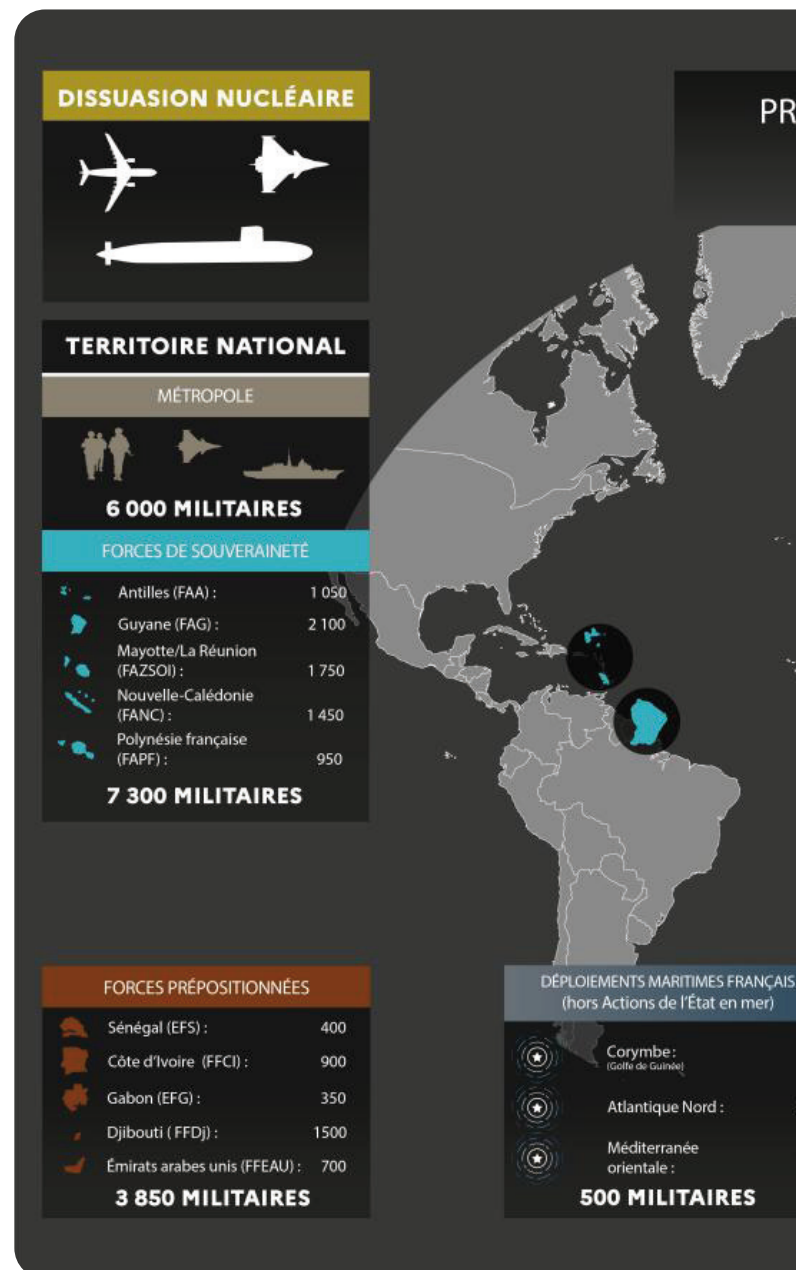 DISSUASION NUCLÉAIRE
PR
TERRITOIRE NATIONAL
MÉTROPOLE
6 000 MILITAIRES
FORCES DE SOUVERAINETÉ
Antilles (FAA) : 1 050
Guyane (FAG) : 2 100
Mayotte/La Réunion
(FAZSOI) : 1 750
Nouvelle-Calédonie
(FANC) : 1 450
Polynésie française
(FAPF) : 950
7 300 MILITAIRES
FORCES PRÉPOSITIONNÉES
Sénégal (EFS) : 400
Côte d’Ivoire (FFCI) : 900
Gabon (EFG) : 350
Djibouti ( FFDj) : 1500
Émirats arabes unis (FFEAU) : 700
3 850 MILITAIRES
DÉPLOIEMENTS MARITIMES FRANÇAIS
(hors Actions de l’État en mer)
Corymbe :
(Golfe de Guinée)
Atlantique Nord :
Méditerranée
orientale :
500 MILITAIRES